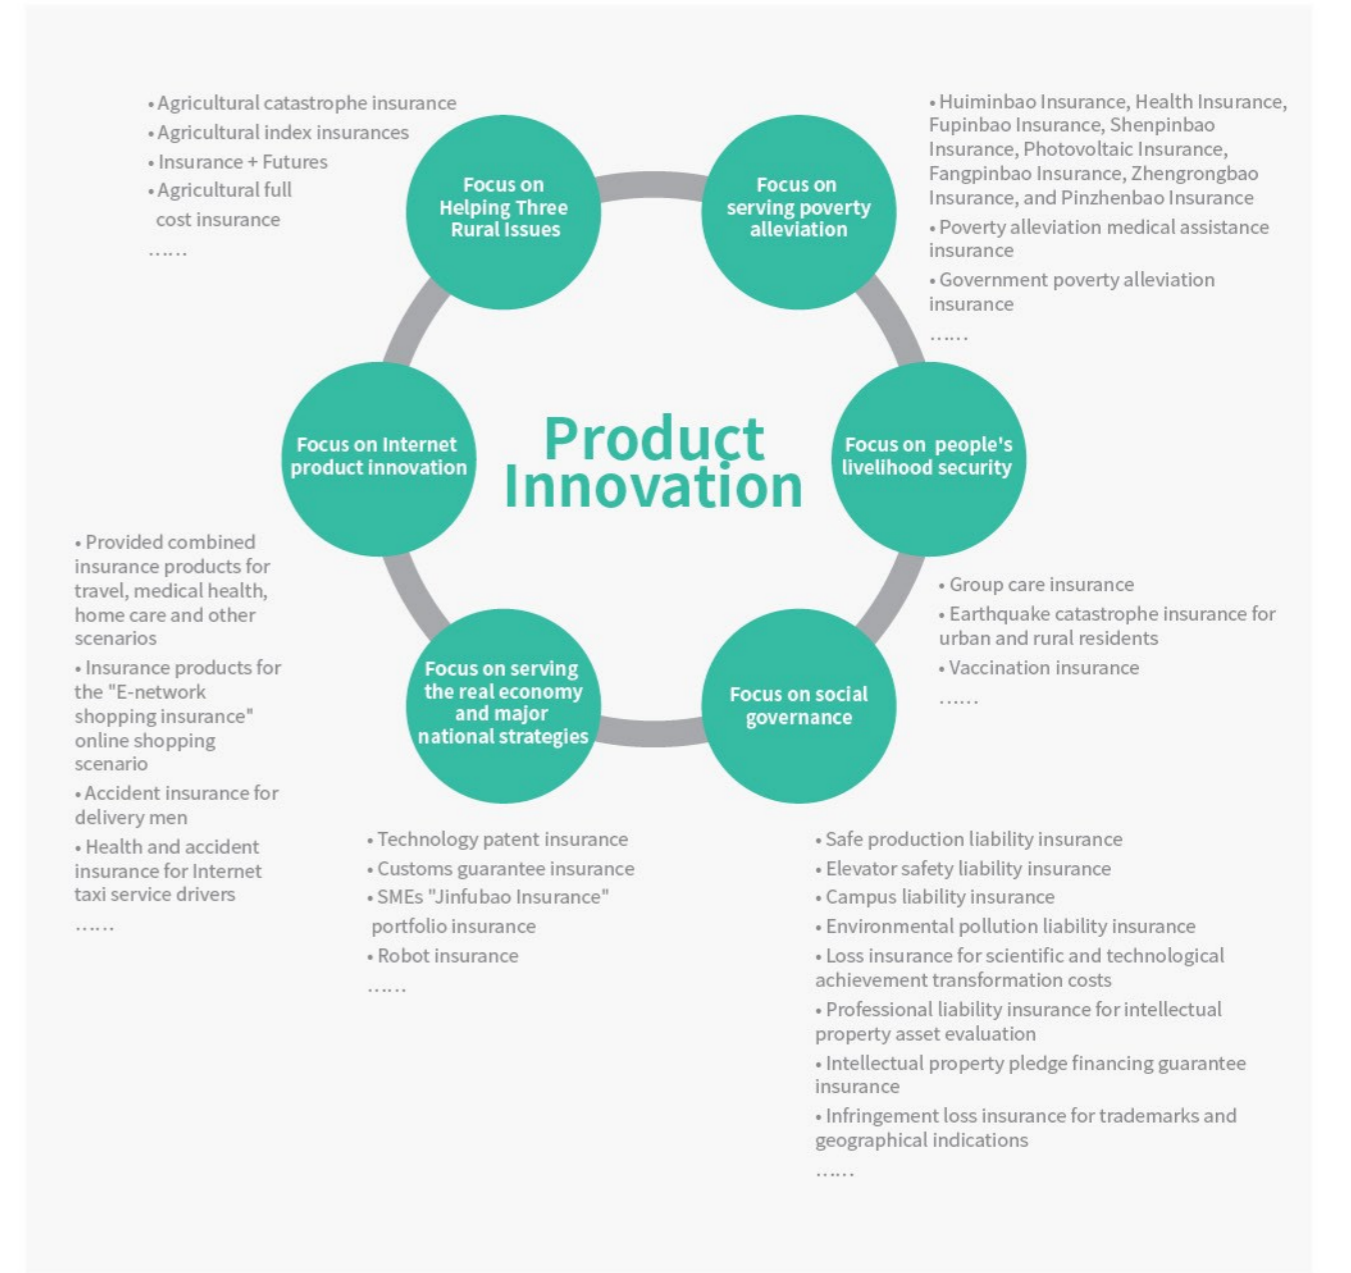 • Agricultural catastrophe insurance
• Agricultural index insurances
• Insurance + Futures
• Agricultural full
cost insurance
……
Focus on
Helping Three
Rural Issues
Focus on
serving poverty
alleviation
• Huiminbao Insurance, Health Insurance,
Fupinbao Insurance, Shenpinbao
Insurance, Photovoltaic Insurance,
Fangpinbao Insurance, Zhengrongbao
Insurance, and Pinzhenbao Insurance
• Poverty alleviation medical assistance
insurance
• Government poverty alleviation
insurance
……
Focus on Internet
product innovation
Product
Innovation
Focus on people's
livelihood security
• Provided combined
insurance products for
travel, medical health,
home care and other
scenarios
• Insurance products for
the "E-network
shopping insurance"
online shopping
scenario
• Accident insurance for
delivery men
• Health and accident
insurance for Internet
taxi service drivers
……
• Group care insurance
• Earthquake catastrophe insurance for
urban and rural residents
• Vaccination insurance
……
Focus on serving
the real economy
and major
national strategies
Focus on social
governance
• Technology patent insurance
• Customs guarantee insurance
• SMEs "Jinfubao Insurance"
portfolio insurance
• Robot insurance
……
• Safe production liability insurance
• Elevator safety liability insurance
• Campus liability insurance
• Environmental pollution liability insurance
• Loss insurance for scientific and technological
achievement transformation costs
• Professional liability insurance for intellectual
property asset evaluation
• Intellectual property pledge financing guarantee
insurance
• Infringement loss insurance for trademarks and
geographical indications
……